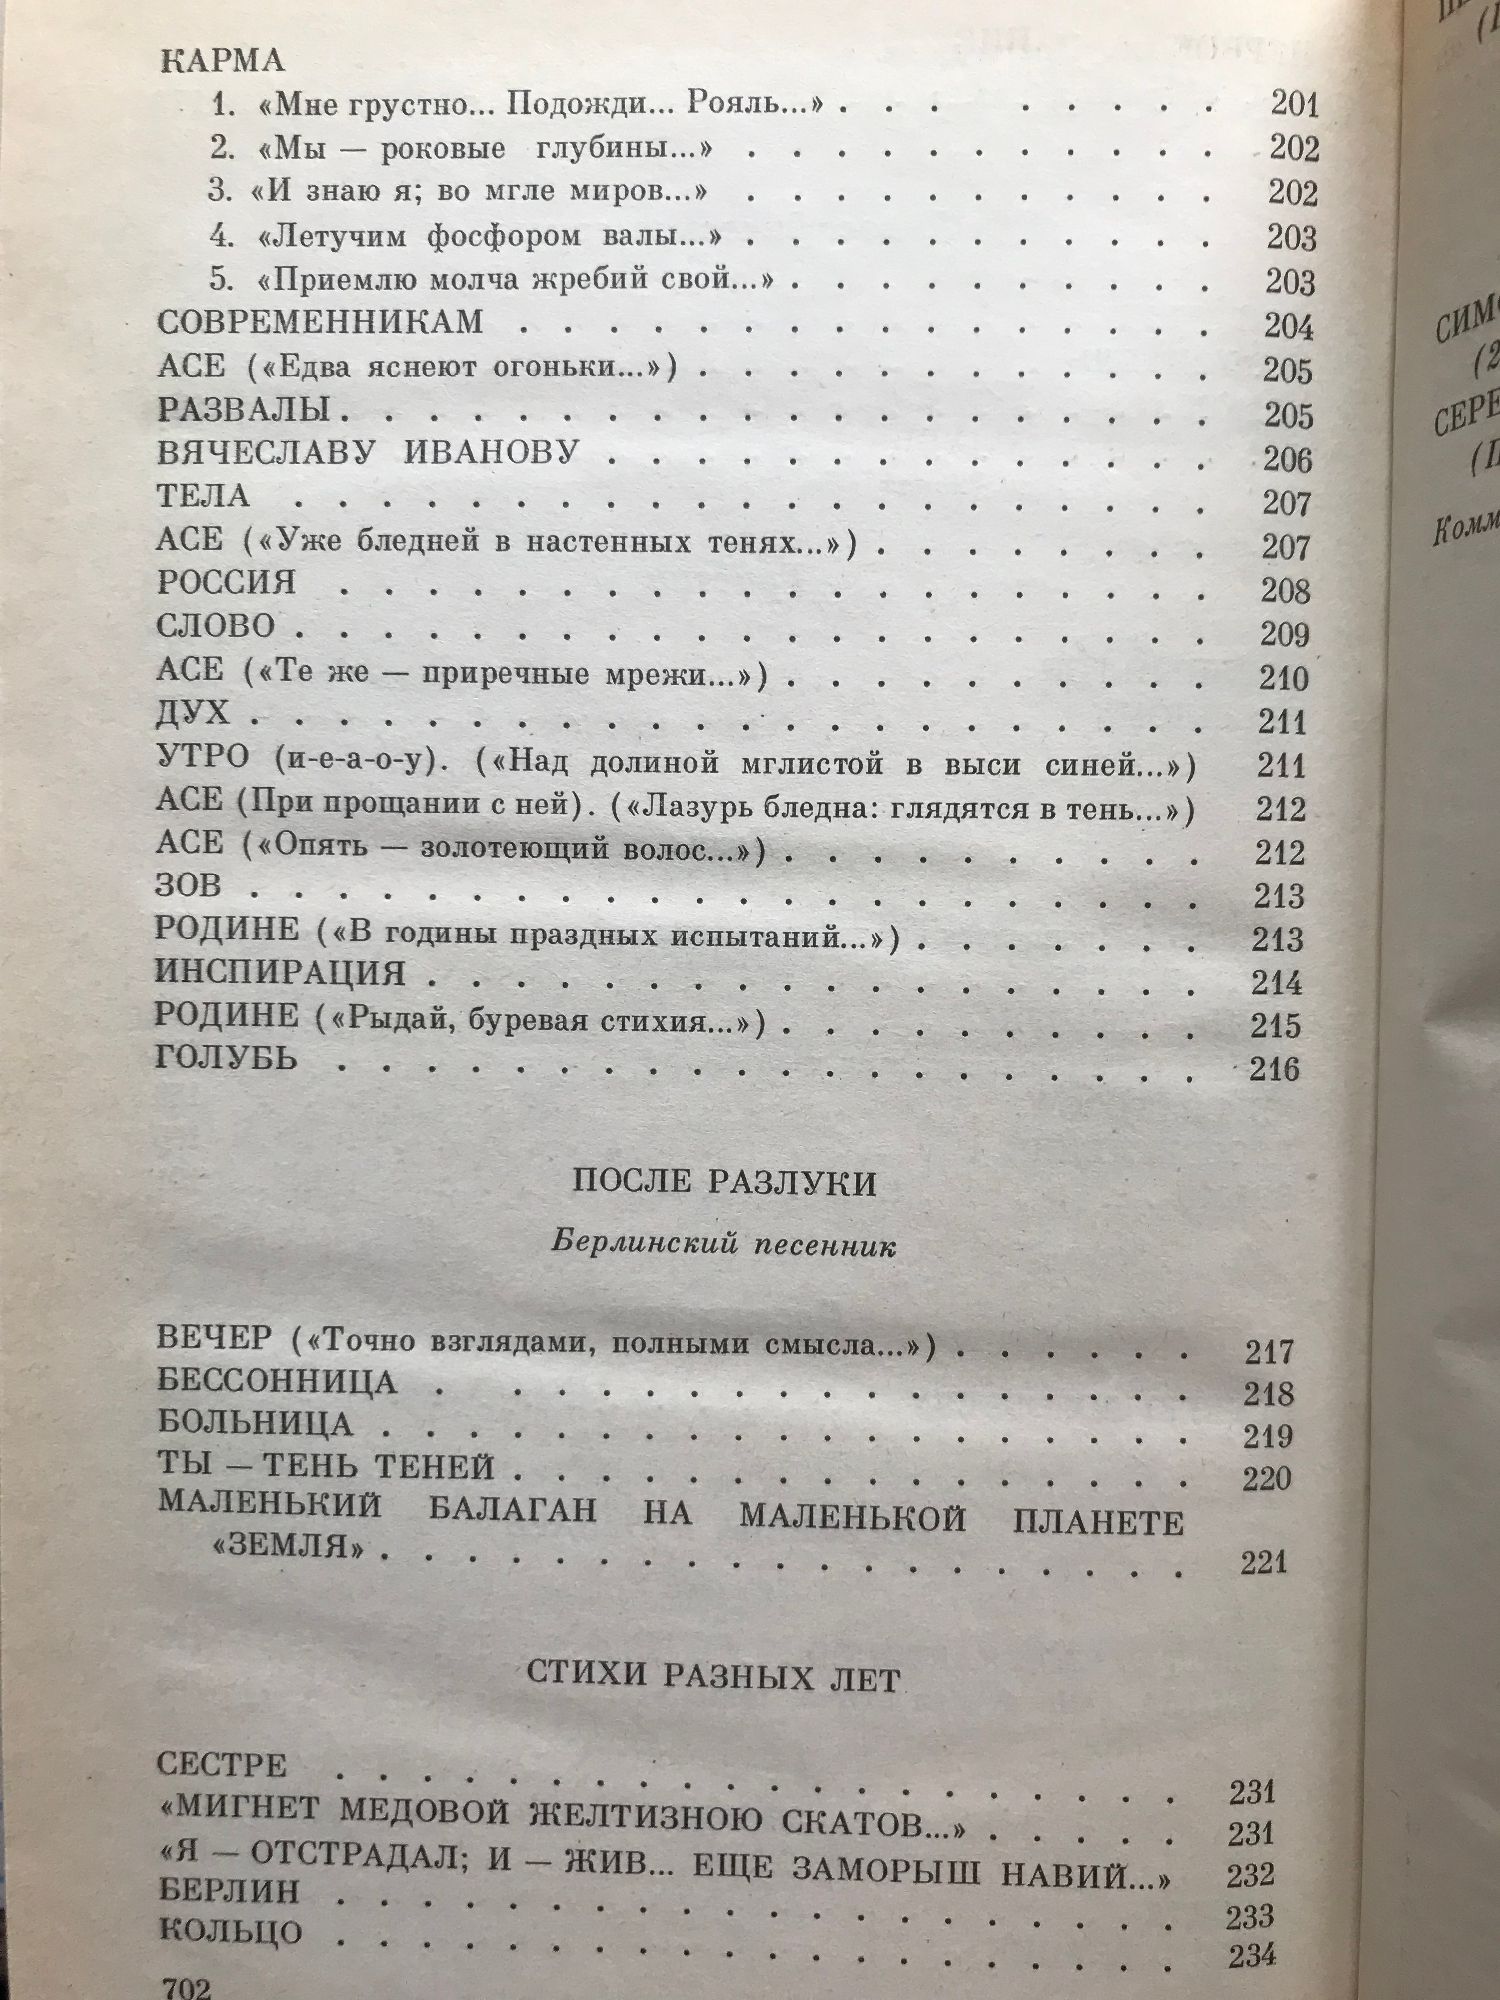 КАРМА
1. «Мне грустно... Подожди... Рояль...» . . . . . . . . 201
2. «Мы — роковые глубины...» . . . . . . . . . . . 202
3. «И знаю я; во мгле миров...» . . . . . . . . . . . 202
4. «Летучим фосфором валы...» . . . . . . . . . . . 203
5. «Приемлю молча жребий свой...» . . . . . . . . . . 203
СОВРЕМЕННИКАМ . . . . . . . . . . . . . . . . 204
АСЕ («Едва яснеют огоньки...») . . . . . . . . . . . . 205
РАЗВАЛЫ . . . . . . . . . . . . . . . . . . . . 205
ВЯЧЕСЛАВУ ИВАНОВУ . . . . . . . . . . . . . . 206
ТЕЛА . . . . . . . . . . . . . . . . . . . . . 207
АСЕ («Уже бледней в настенных тенях...») . . . . . . . . 207
РОССИЯ . . . . . . . . . . . . . . . . . . . . 208
СЛОВО . . . . . . . . . . . . . . . . . . . . . 209
АСЕ («Те же — приречные мрежи...») . . . . . . . . . . 210
ДУХ . . . . . . . . . . . . . . . . . . . . . . 211
УТРО (и-е-а-о-у). («Над долиной мглистой в выси синей...») 211
АСЕ (При прощании с ней). («Лазурь бледна: глядятся в тень...») 212
АСЕ («Опять — золотеющий волос...») . . . . . . . . . . 212
ЗОВ . . . . . . . . . . . . . . . . . . . . . . 213
РОДИНЕ («В годины праздных испытаний...») . . . . . . . 213
ИНСПИРАЦИЯ . . . . . . . . . . . . . . . . . . 214
РОДИНЕ («Рыдай, буревая стихия...») . . . . . . . . . . 215
ГОЛУБЬ . . . . . . . . . . . . . . . . . . . . 216
ПОСЛЕ РАЗЛУКИ
Берлинский песенник
ВЕЧЕР («Точно взглядами, полными смысла...») . . . . . . 217
БЕССОННИЦА . . . . . . . . . . . . . . . . . 218
БОЛЬНИЦА . . . . . . . . . . . . . . . . . . . 219
ТЫ — ТЕНЬ ТЕНЕЙ . . . . . . . . . . . . . . . . 220
МАЛЕНЬКИЙ БАЛАГАН НА МАЛЕНЬКОЙ ПЛАНЕТЕ
«ЗЕМЛЯ» . . . . . . . . . . . . . . . . . . . 221
СТИХИ РАЗНЫХ ЛЕТ
СЕСТРЕ . . . . . . . . . . . . . . . . . . . . 231
«МИГНЕТ МЕДОВОЙ ЖЕЛТИЗНОЮ СКАТОВ...» . . . . . 231
«Я — ОТСТРАДАЛ; И — ЖИВ... ЕЩЕ ЗАМОРЫШ НАВИЙ...» 232
БЕРЛИН . . . . . . . . . . . . . . . . . . . . 233
КОЛЬЦО . . . . . . . . . . . . . . . . . . . . 234
702